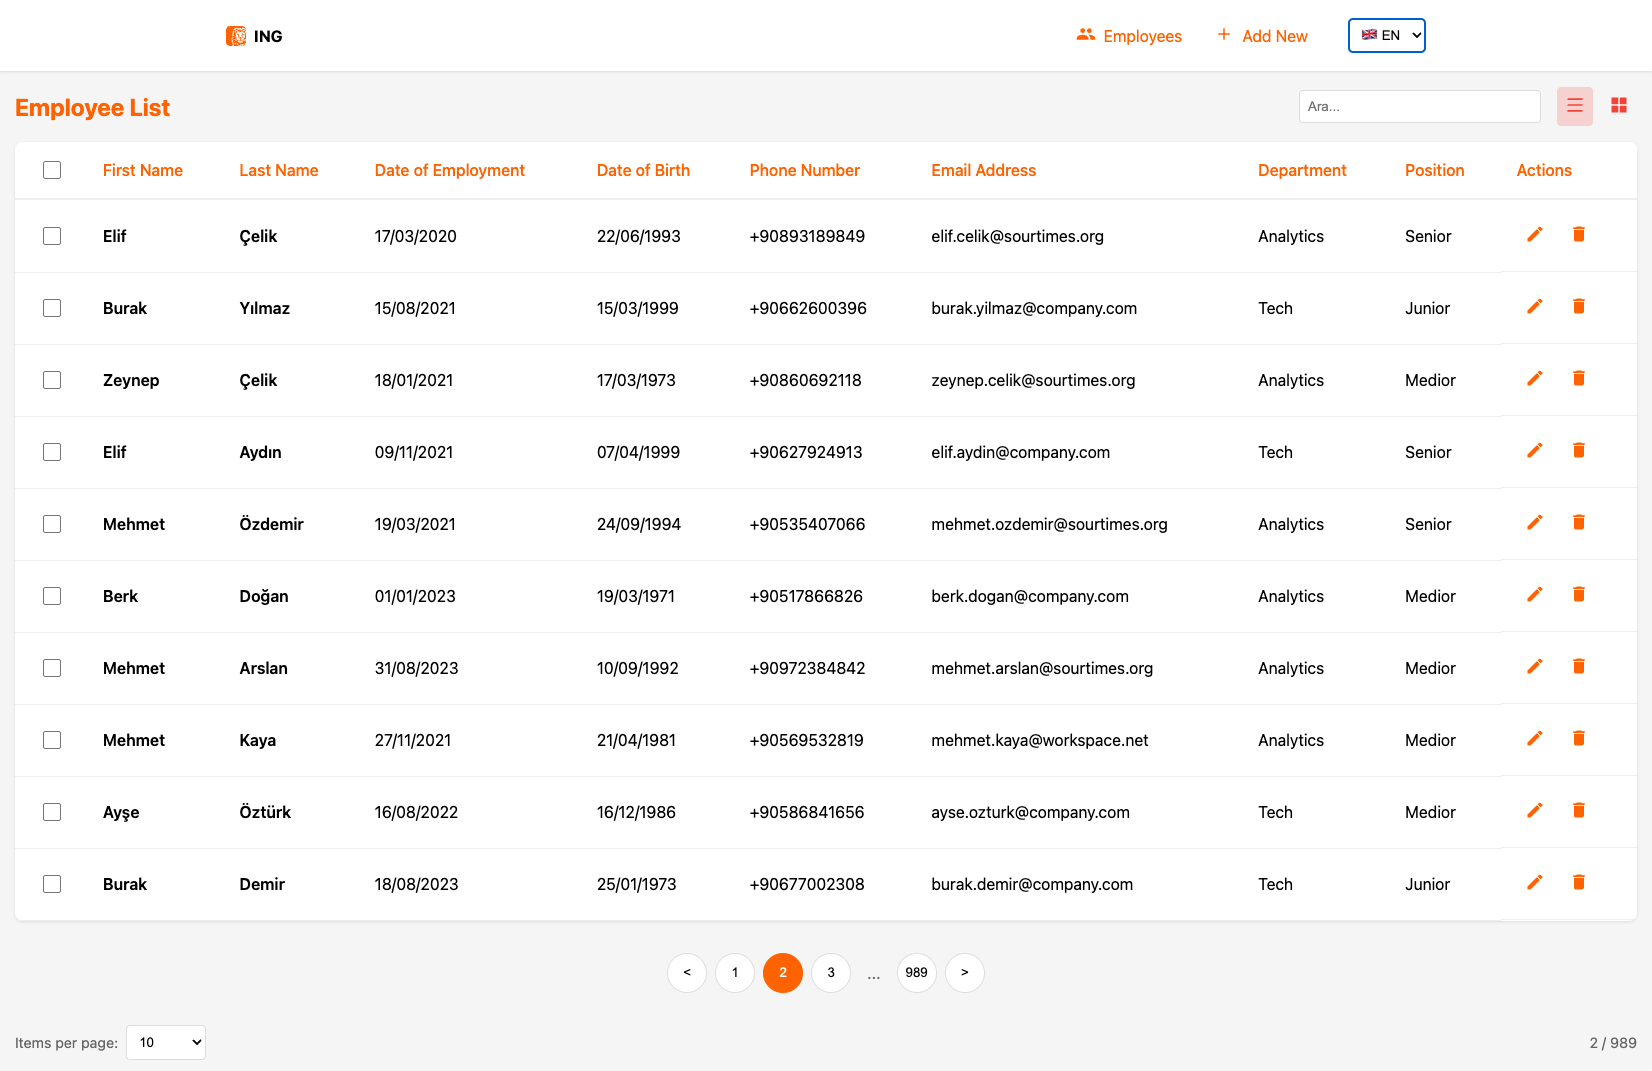 ING
Employees
+ Add New
EN
Employee List
Ara...
First Name Last Name Date of Employment Date of Birth Phone Number Email Address Department Position Actions
Elif Çelik 17/03/2020 22/06/1993 +90893189849 elif.celik@sourtimes.org Analytics Senior
Burak Yılmaz 15/08/2021 15/03/1999 +90662600396 burak.yilmaz@company.com Tech Junior
Zeynep Çelik 18/01/2021 17/03/1973 +90860692118 zeynep.celik@sourtimes.org Analytics Medior
Elif Aydın 09/11/2021 07/04/1999 +90627924913 elif.aydin@company.com Tech Senior
Mehmet Özdemir 19/03/2021 24/09/1994 +90535407066 mehmet.ozdemir@sourtimes.org Analytics Senior
Berk Doğan 01/01/2023 19/03/1971 +90517866826 berk.dogan@company.com Analytics Medior
Mehmet Arslan 31/08/2023 10/09/1992 +90972384842 mehmet.arslan@sourtimes.org Analytics Medior
Mehmet Kaya 27/11/2021 21/04/1981 +90569532819 mehmet.kaya@workspace.net Analytics Medior
Ayşe Öztürk 16/08/2022 16/12/1986 +90586841656 ayse.ozturk@company.com Tech Medior
Burak Demir 18/08/2023 25/01/1973 +90677002308 burak.demir@company.com Tech Junior
< 1 2 3 ... 989 >
Items per page: 10
2 / 989